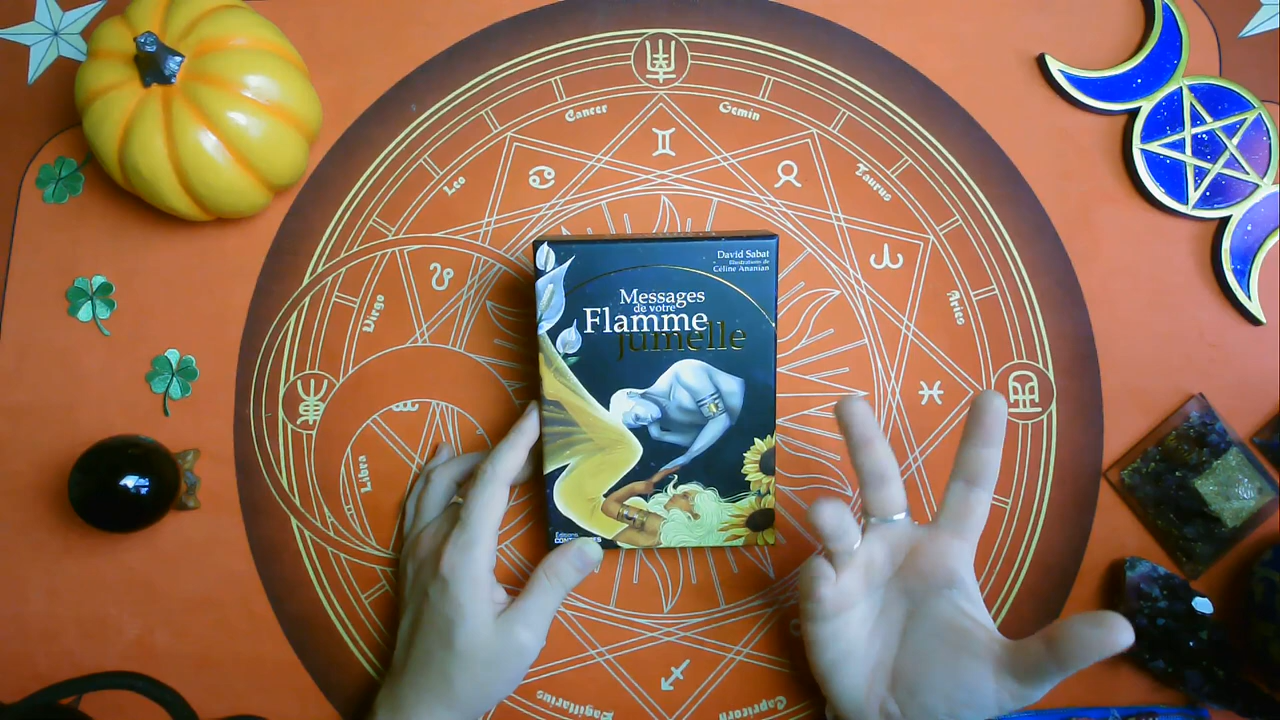 Cancer
Gemin
Leo
Taurus
Virgo
Aries
Libra
Sagittarius
Capricorn
David Sabat
Illustrations de
Céline Ananian
Messages
de votre
Flamme
jumelle
Éditions